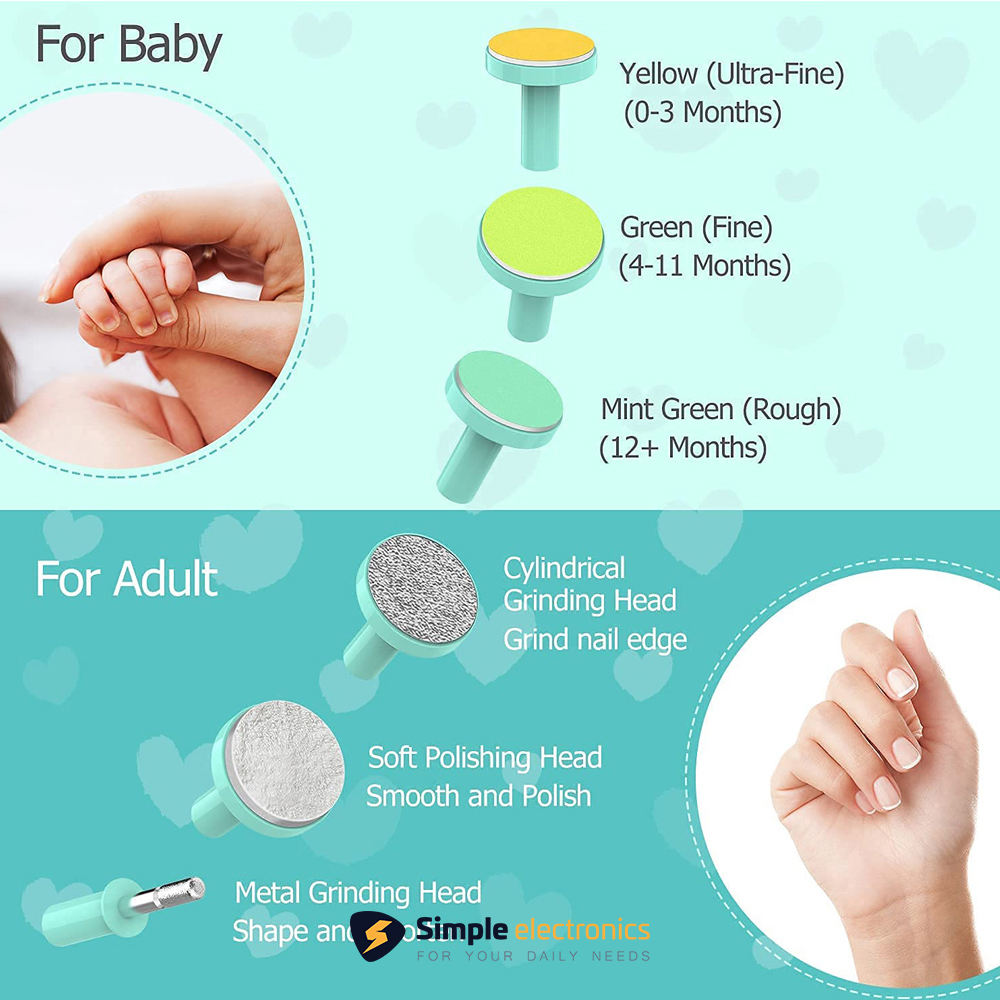 For Baby
Yellow (Ultra-Fine)
(0-3 Months)
Green (Fine)
(4-11 Months)
Mint Green (Rough)
(12+ Months)
For Adult
Cylindrical
Grinding Head
Grind nail edge
Soft Polishing Head
Smooth and Polish
Metal Grinding Head
Shape and
Simple electronics
FOR YOUR DAILY NEEDS